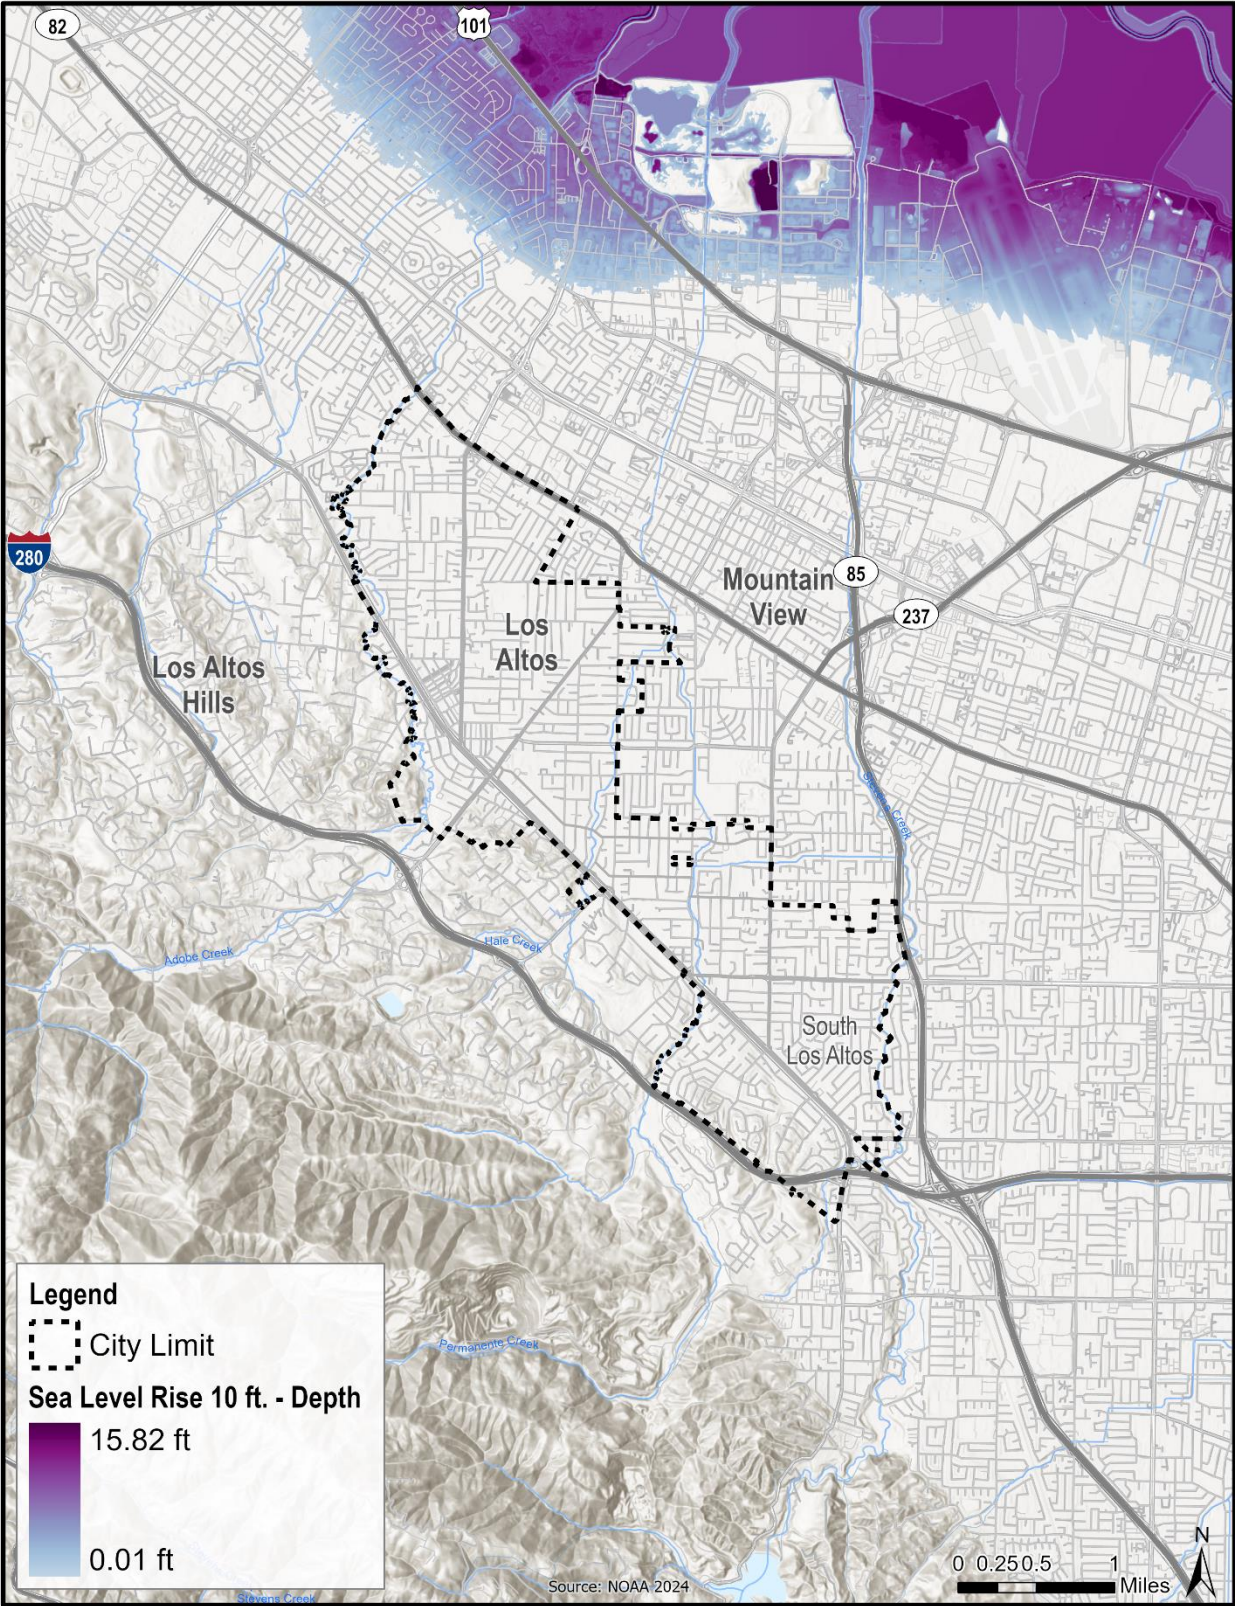 82
101
280
Mountain
View
85
237
Los
Altos
Los Altos
Hills
Stevens Creek
Adobe Creek
Hale Creek
South
Los Altos
Permanente Creek
Stevens Creek
Legend
City Limit
Sea Level Rise 10 ft. - Depth
15.82 ft
0.01 ft
Source: NOAA 2024
0 0.25 0.5 1
Miles
N